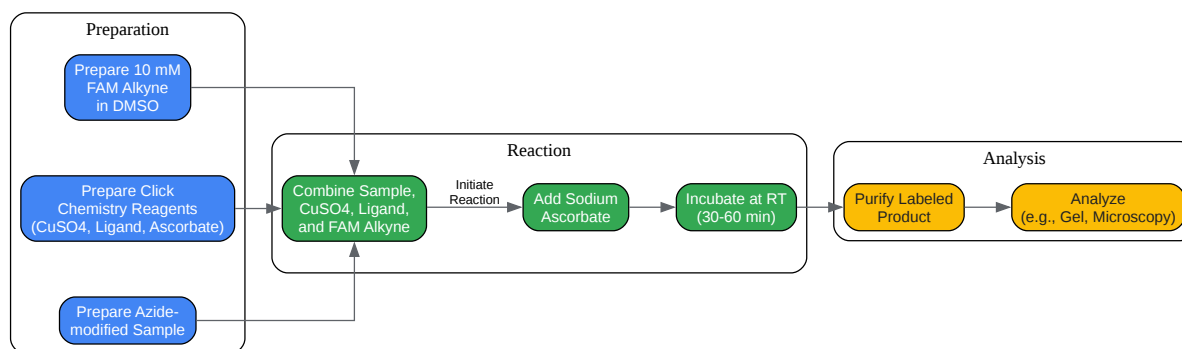 Preparation
Prepare 10 mM
FAM Alkyne
in DMSO
Prepare Click
Chemistry Reagents
(CuSO4, Ligand, Ascorbate)
Prepare Azide-
modified Sample
Reaction
Combine Sample,
CuSO4, Ligand,
and FAM Alkyne
Initiate
Reaction
Add Sodium
Ascorbate
Incubate at RT
(30-60 min)
Analysis
Purify Labeled
Product
Analyze
(e.g., Gel, Microscopy)